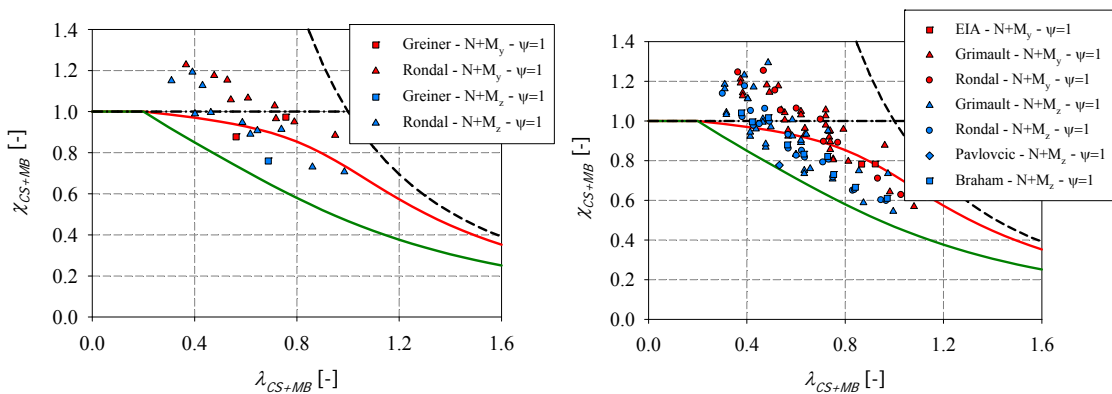 1.4
1.2
1.0
0.8
0.6
0.4
0.2
0.0
χCS+MB [-]
0.0 0.4 0.8 1.2 1.6
λCS+MB [-]
Greiner - N+My - ψ=1
Rondal - N+My - ψ=1
Greiner - N+Mz - ψ=1
Rondal - N+Mz - ψ=1
1.4
1.2
1.0
0.8
0.6
0.4
0.2
0.0
χCS+MB [-]
0.0 0.4 0.8 1.2 1.6
λCS+MB [-]
EIA - N+My - ψ=1
Grimault - N+My - ψ=1
Rondal - N+My - ψ=1
Grimault - N+Mz - ψ=1
Rondal - N+Mz - ψ=1
Pavlovcic - N+Mz - ψ=1
Braham - N+Mz - ψ=1